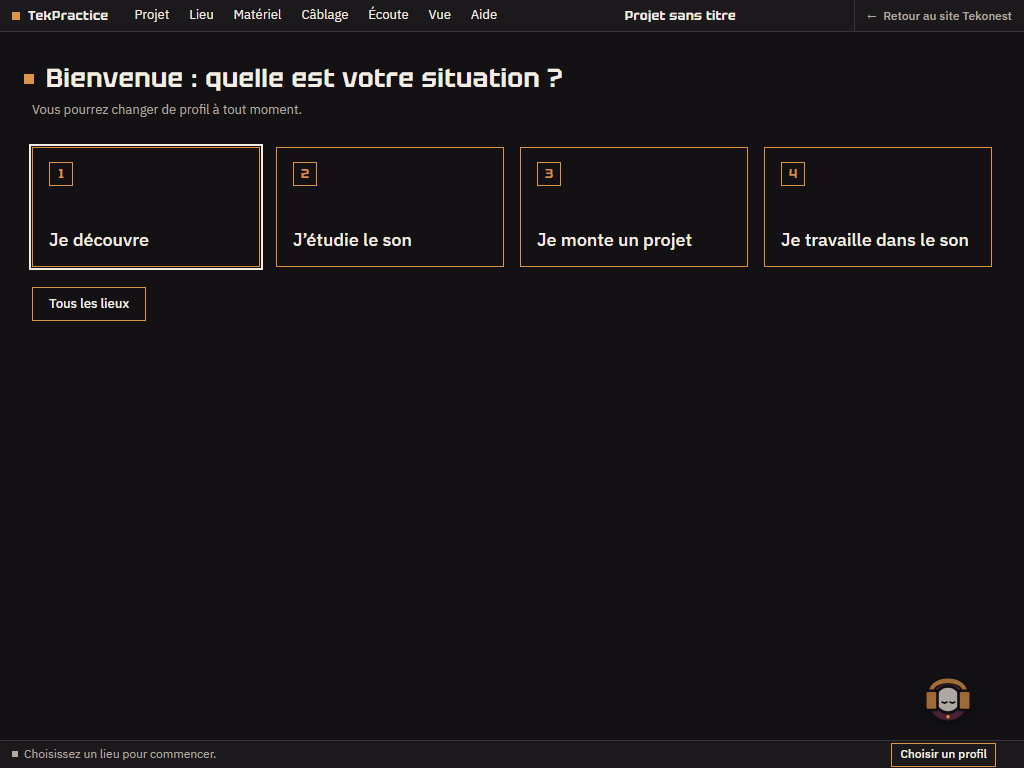 TekPractice Projet Lieu Matériel Câblage Écoute Vue Aide Projet sans titre ← Retour au site Tekonest
Bienvenue : quelle est votre situation ?
Vous pourrez changer de profil à tout moment.
1
Je découvre
2
J’étudie le son
3
Je monte un projet
4
Je travaille dans le son
Tous les lieux
Choisissez un lieu pour commencer.
Choisir un profil